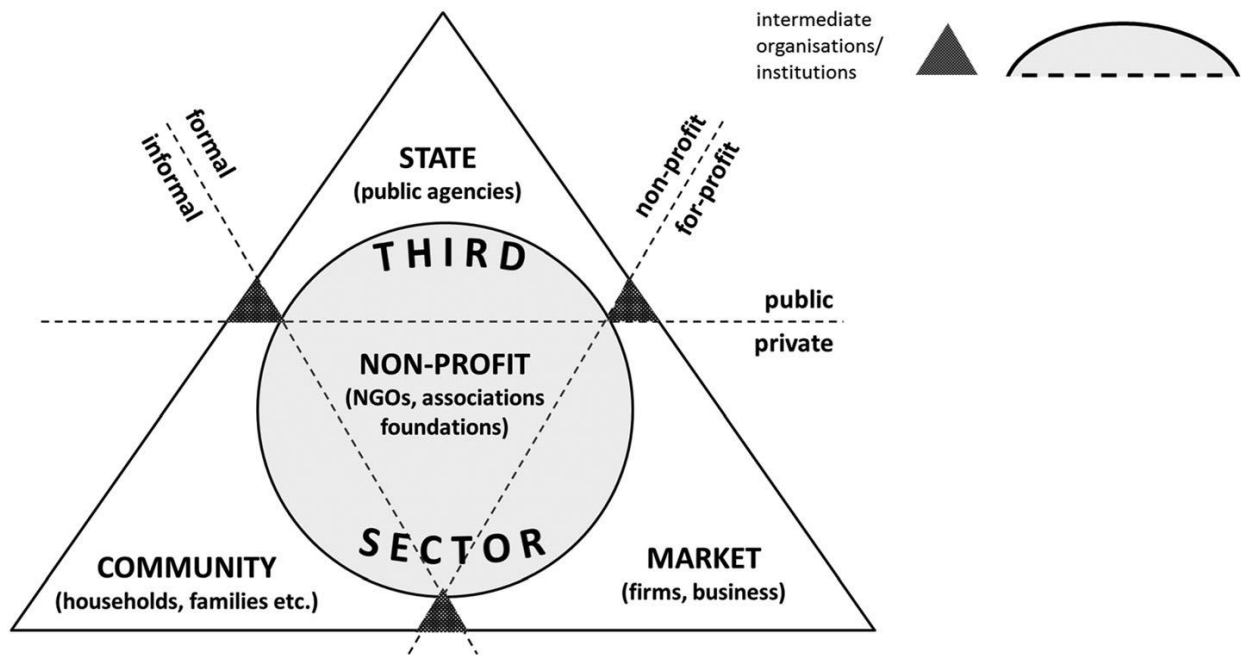 intermediate
organisations/
institutions
formal
informal
non-profit
for-profit
STATE
(public agencies)
THIRD
public
private
NON-PROFIT
(NGOs, associations
foundations)
SECTOR
COMMUNITY
(households, families etc.)
MARKET
(firms, business)